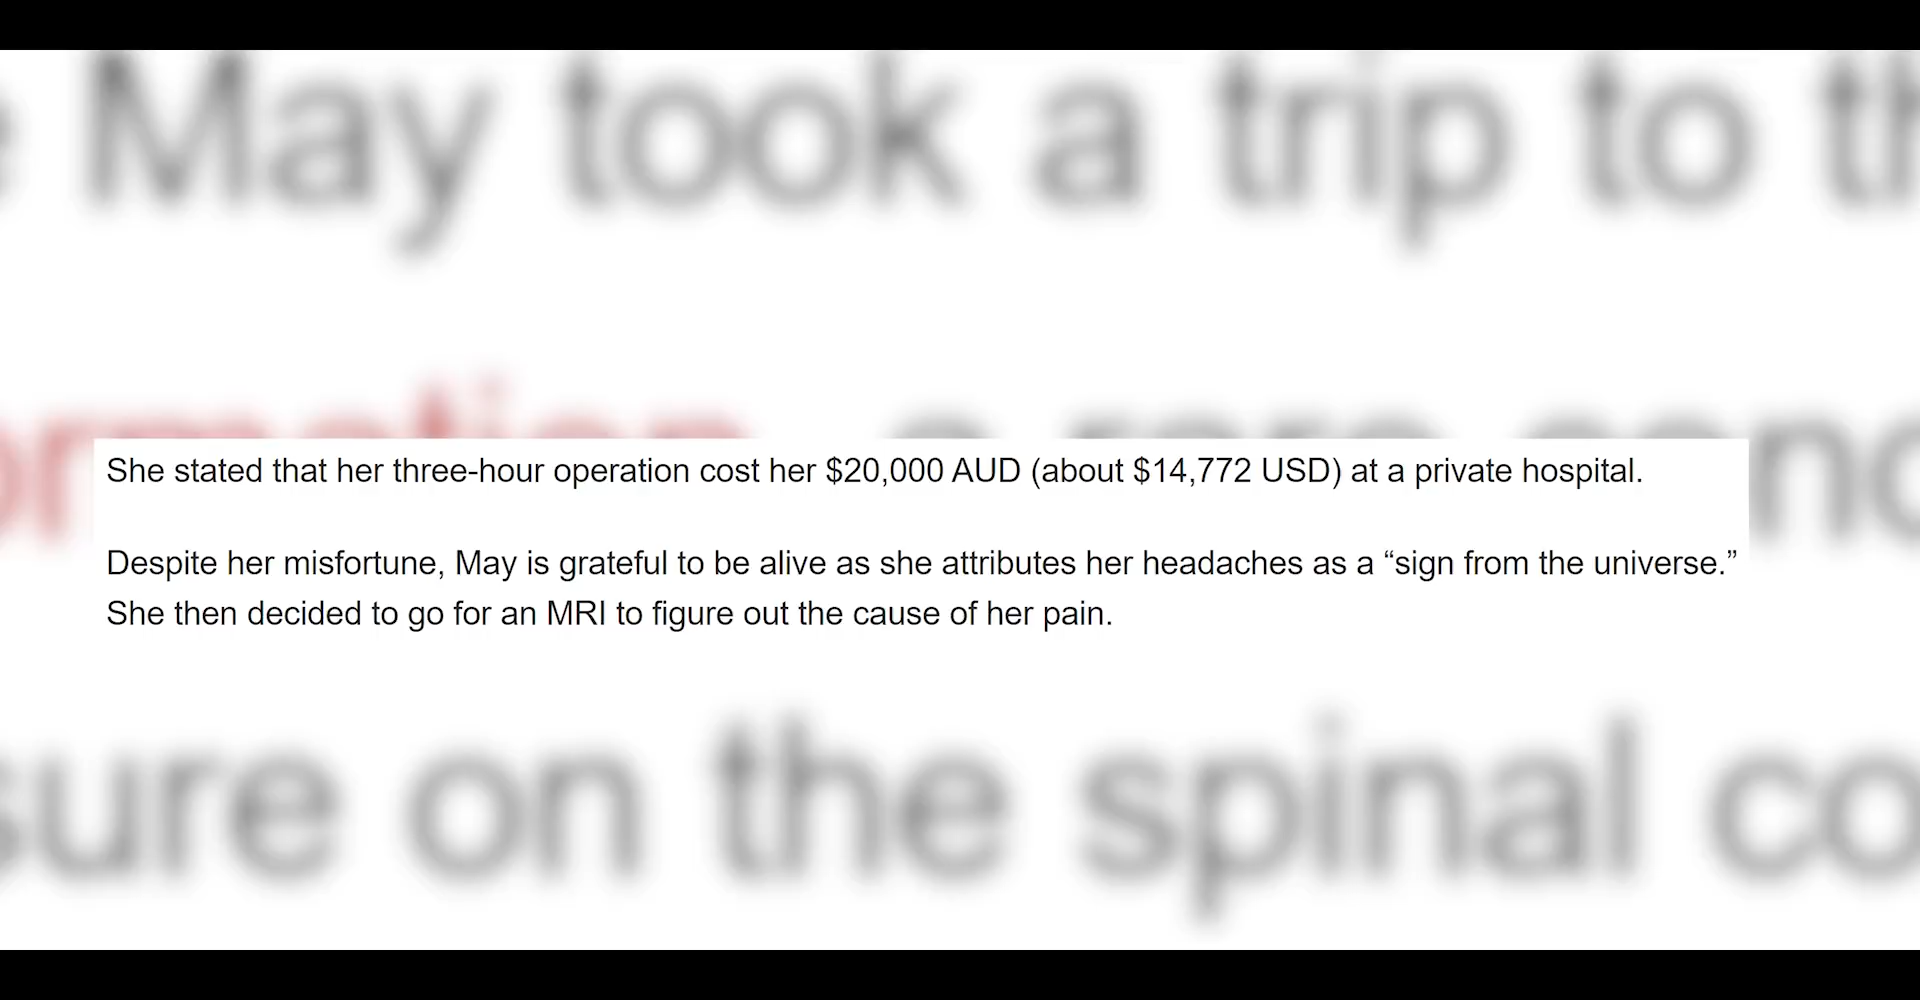 May took a trip to
She stated that her three-hour operation cost her $20,000 AUD (about $14,772 USD) at a private hospital.
Despite her misfortune, May is grateful to be alive as she attributes her headaches as a “sign from the universe.”
She then decided to go for an MRI to figure out the cause of her pain.
on the spinal